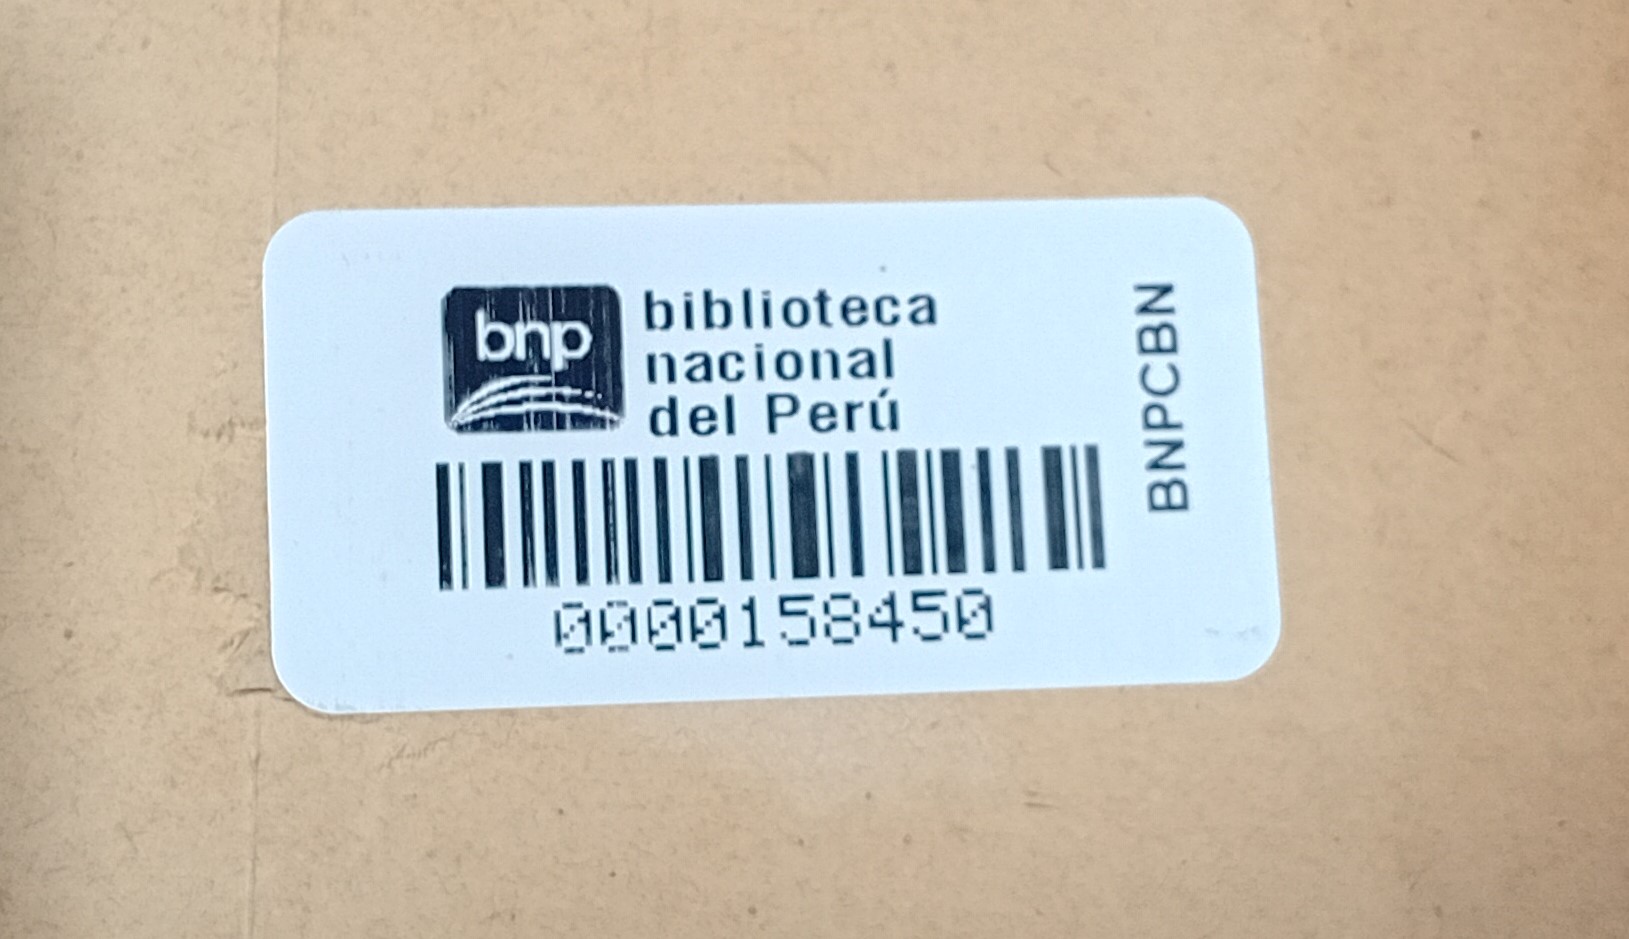 bnp
biblioteca
nacional
del Perú
0000158450
BNPCBN